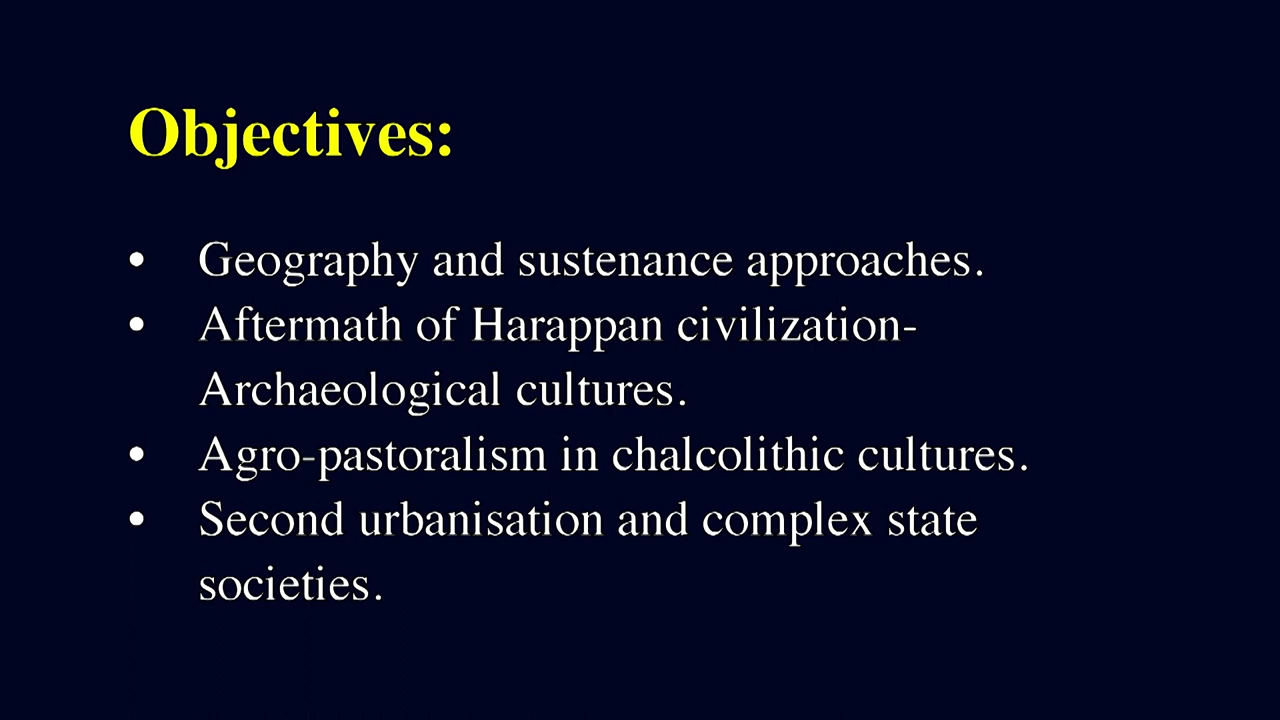 Objectives:
• Geography and sustenance approaches.
• Aftermath of Harappan civilization-
Archaeological cultures.
• Agro-pastoralism in chalcolithic cultures.
• Second urbanisation and complex state
societies.